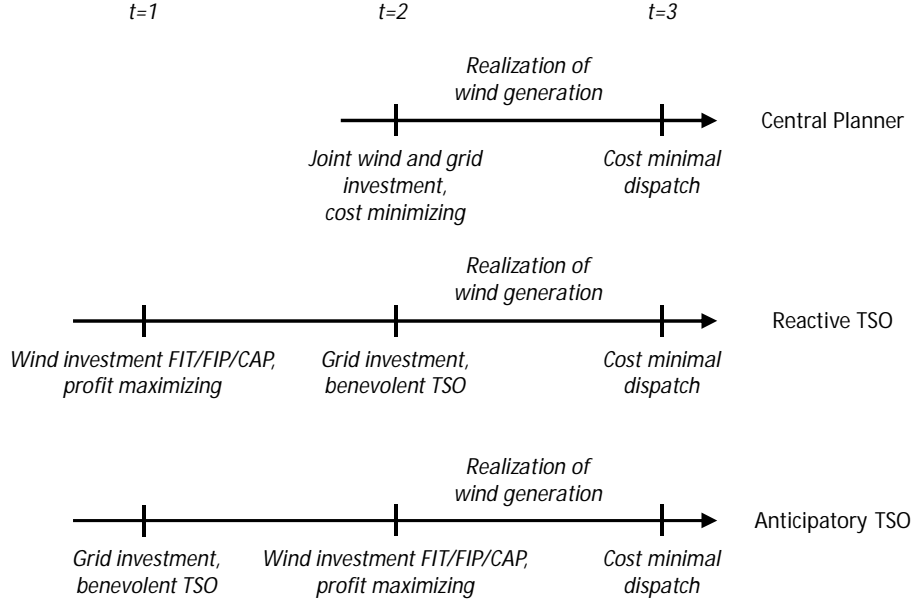 t=1
t=2
t=3
Realization of
wind generation
Central Planner
Joint wind and grid
investment,
cost minimizing
Cost minimal
dispatch
Realization of
wind generation
Reactive TSO
Wind investment FIT/FIP/CAP,
profit maximizing
Grid investment,
benevolent TSO
Cost minimal
dispatch
Realization of
wind generation
Anticipatory TSO
Grid investment,
benevolent TSO
Wind investment FIT/FIP/CAP,
profit maximizing
Cost minimal
dispatch